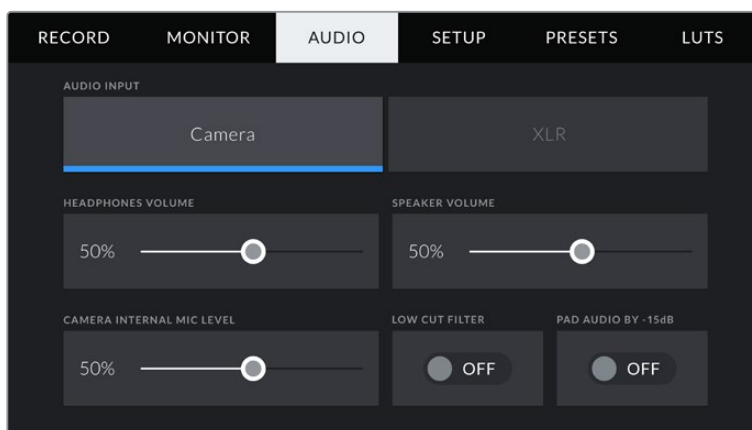 RECORD MONITOR AUDIO SETUP PRESETS LUTS
AUDIO INPUT
Camera XLR
HEADPHONES VOLUME SPEAKER VOLUME
50% 50%
CAMERA INTERNAL MIC LEVEL LOW CUT FILTER PAD AUDIO BY -15dB
50% OFF OFF